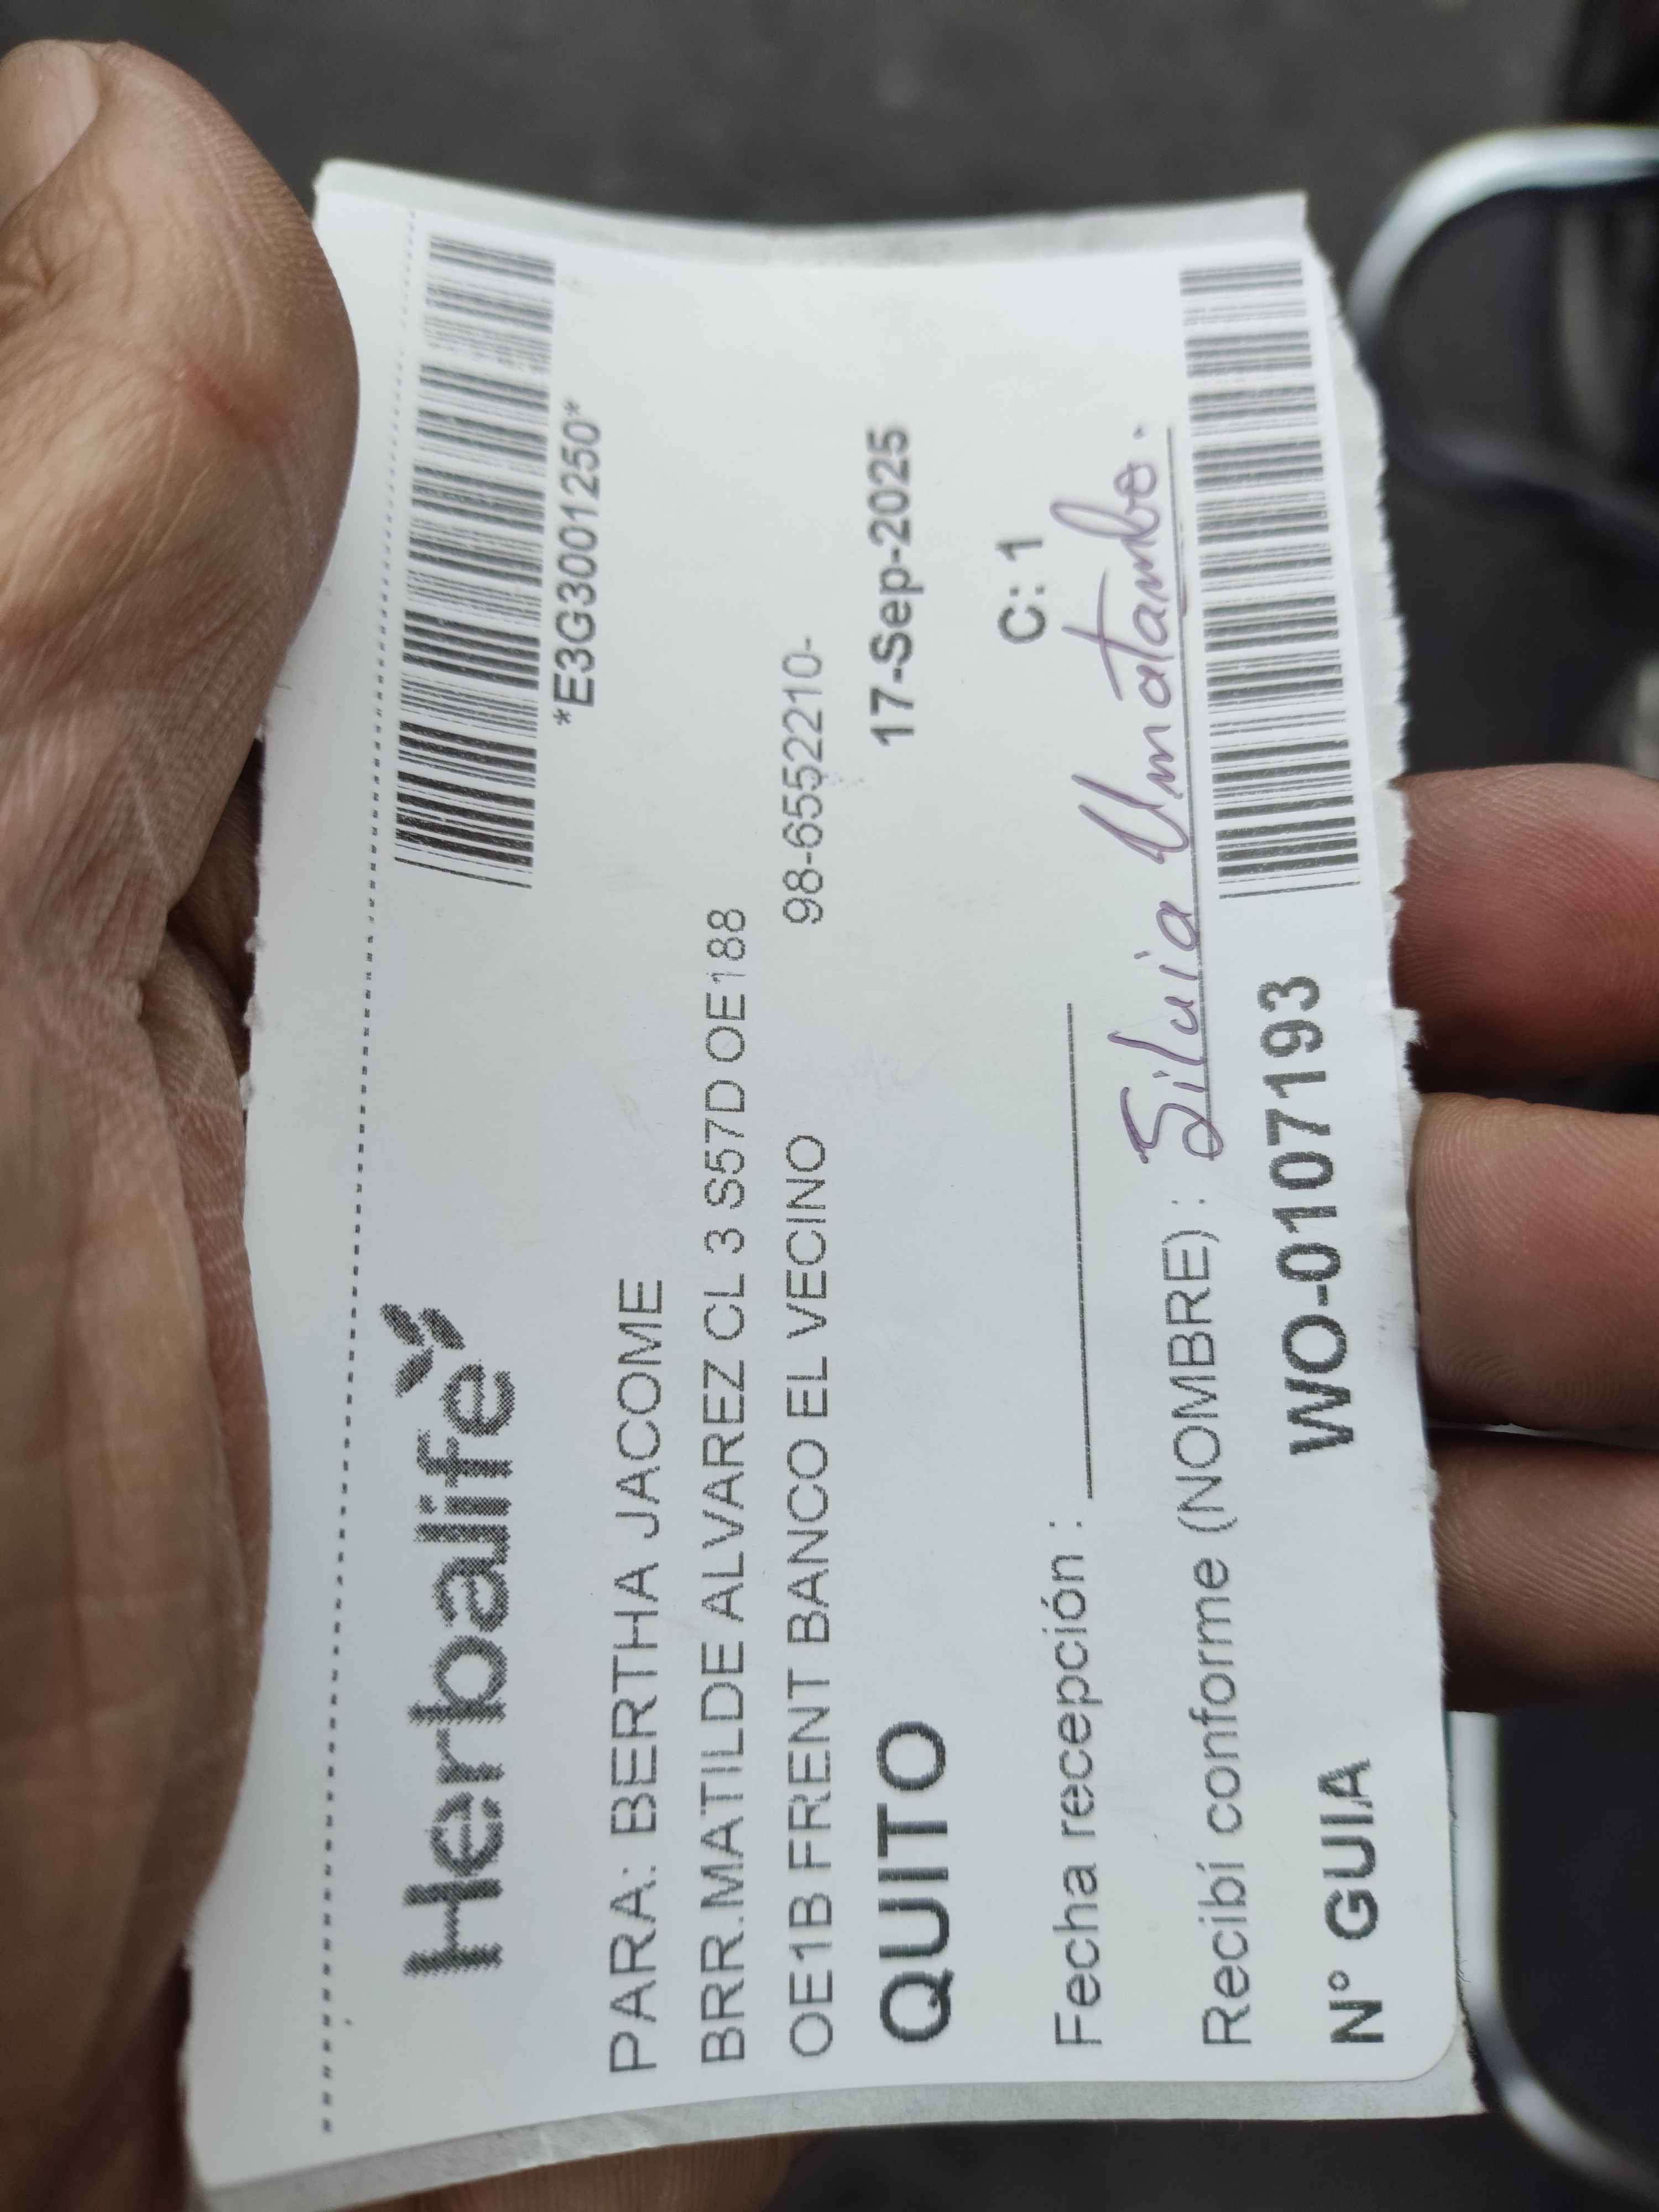 Herbalife
*E3G3001250*
PARA: BERTHA JACOME
BRR.MATILDE ALVAREZ CL 3 S57D OE188
OE1B FRENT BANCO EL VECINO 98-6552210-
QUITO 17-Sep-2025
C: 1
Fecha recepción :
Recibí conforme (NOMBRE) : Silvia Umatambo.
N° GUIA WO-0107193